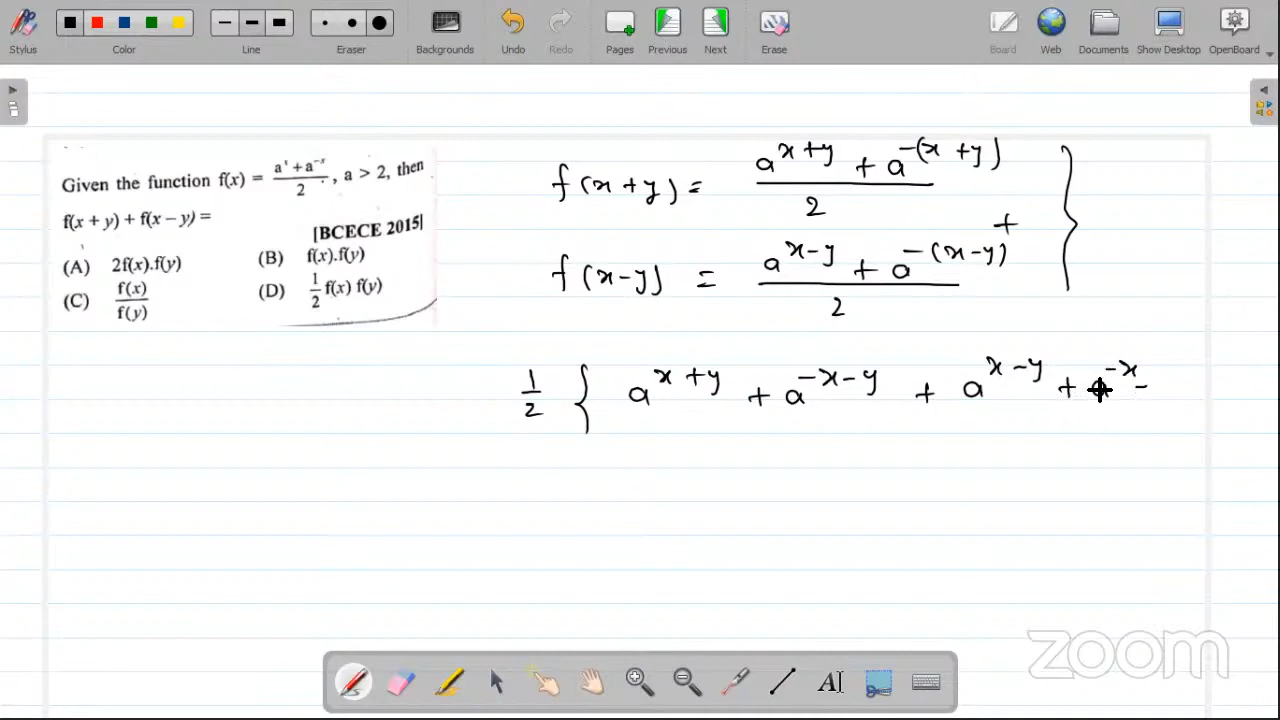 Stylus Color Line Eraser Backgrounds Undo Redo Pages Previous Next Erase Board Web Documents Show Desktop OpenBoard
Given the function f(x) = (aˣ + a⁻ˣ)/2, a > 2, then
f(x + y) + f(x − y) =
[BCECE 2015]
(A) 2f(x).f(y) (B) f(x).f(y)
(C) f(x)/f(y) (D) 1/2 f(x) f(y)
f(x+y) = (a^(x+y) + a^-(x+y))/2
+
f(x-y) = (a^(x-y) + a^-(x-y))/2
1/2 { a^(x+y) + a^(-x-y) + a^(x-y) + a^(-x -
zoom